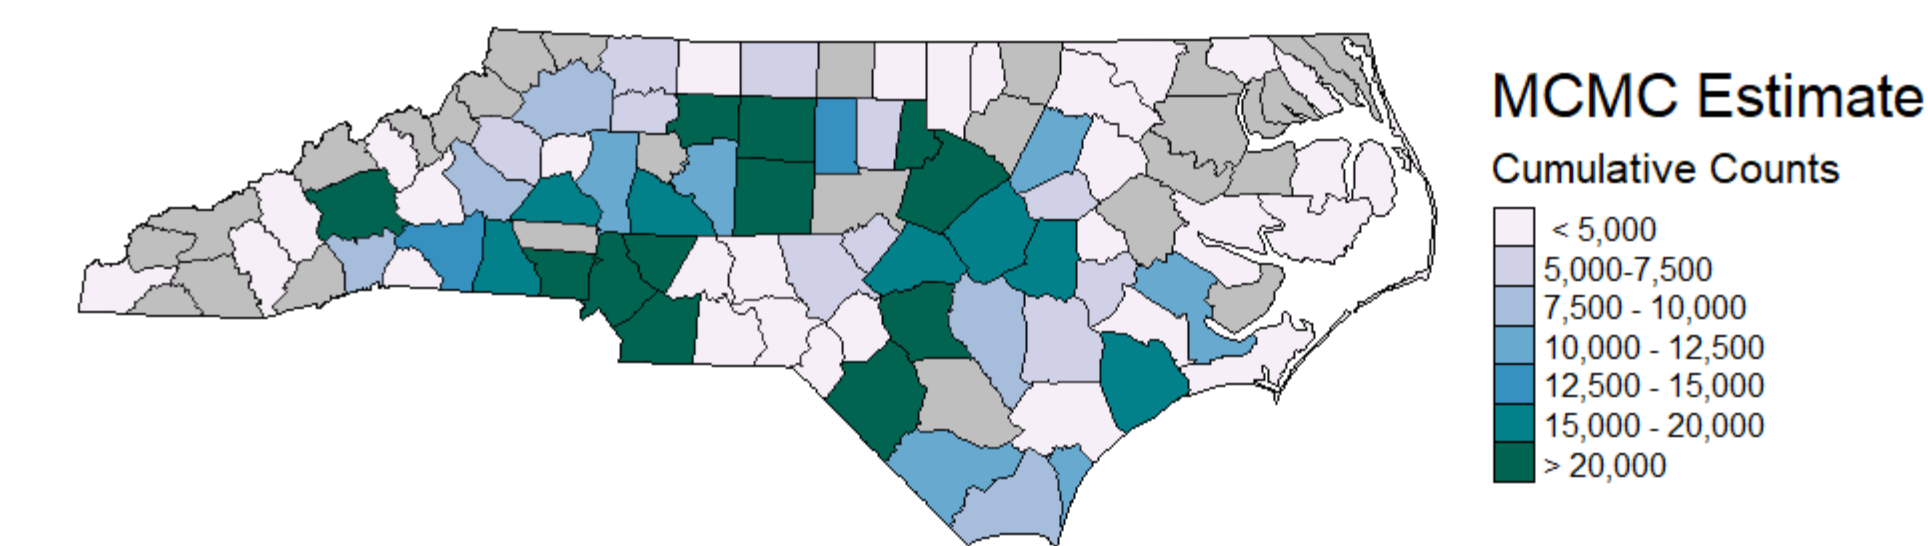 MCMC Estimate
Cumulative Counts
< 5,000
5,000-7,500
7,500 - 10,000
10,000 - 12,500
12,500 - 15,000
15,000 - 20,000
> 20,000